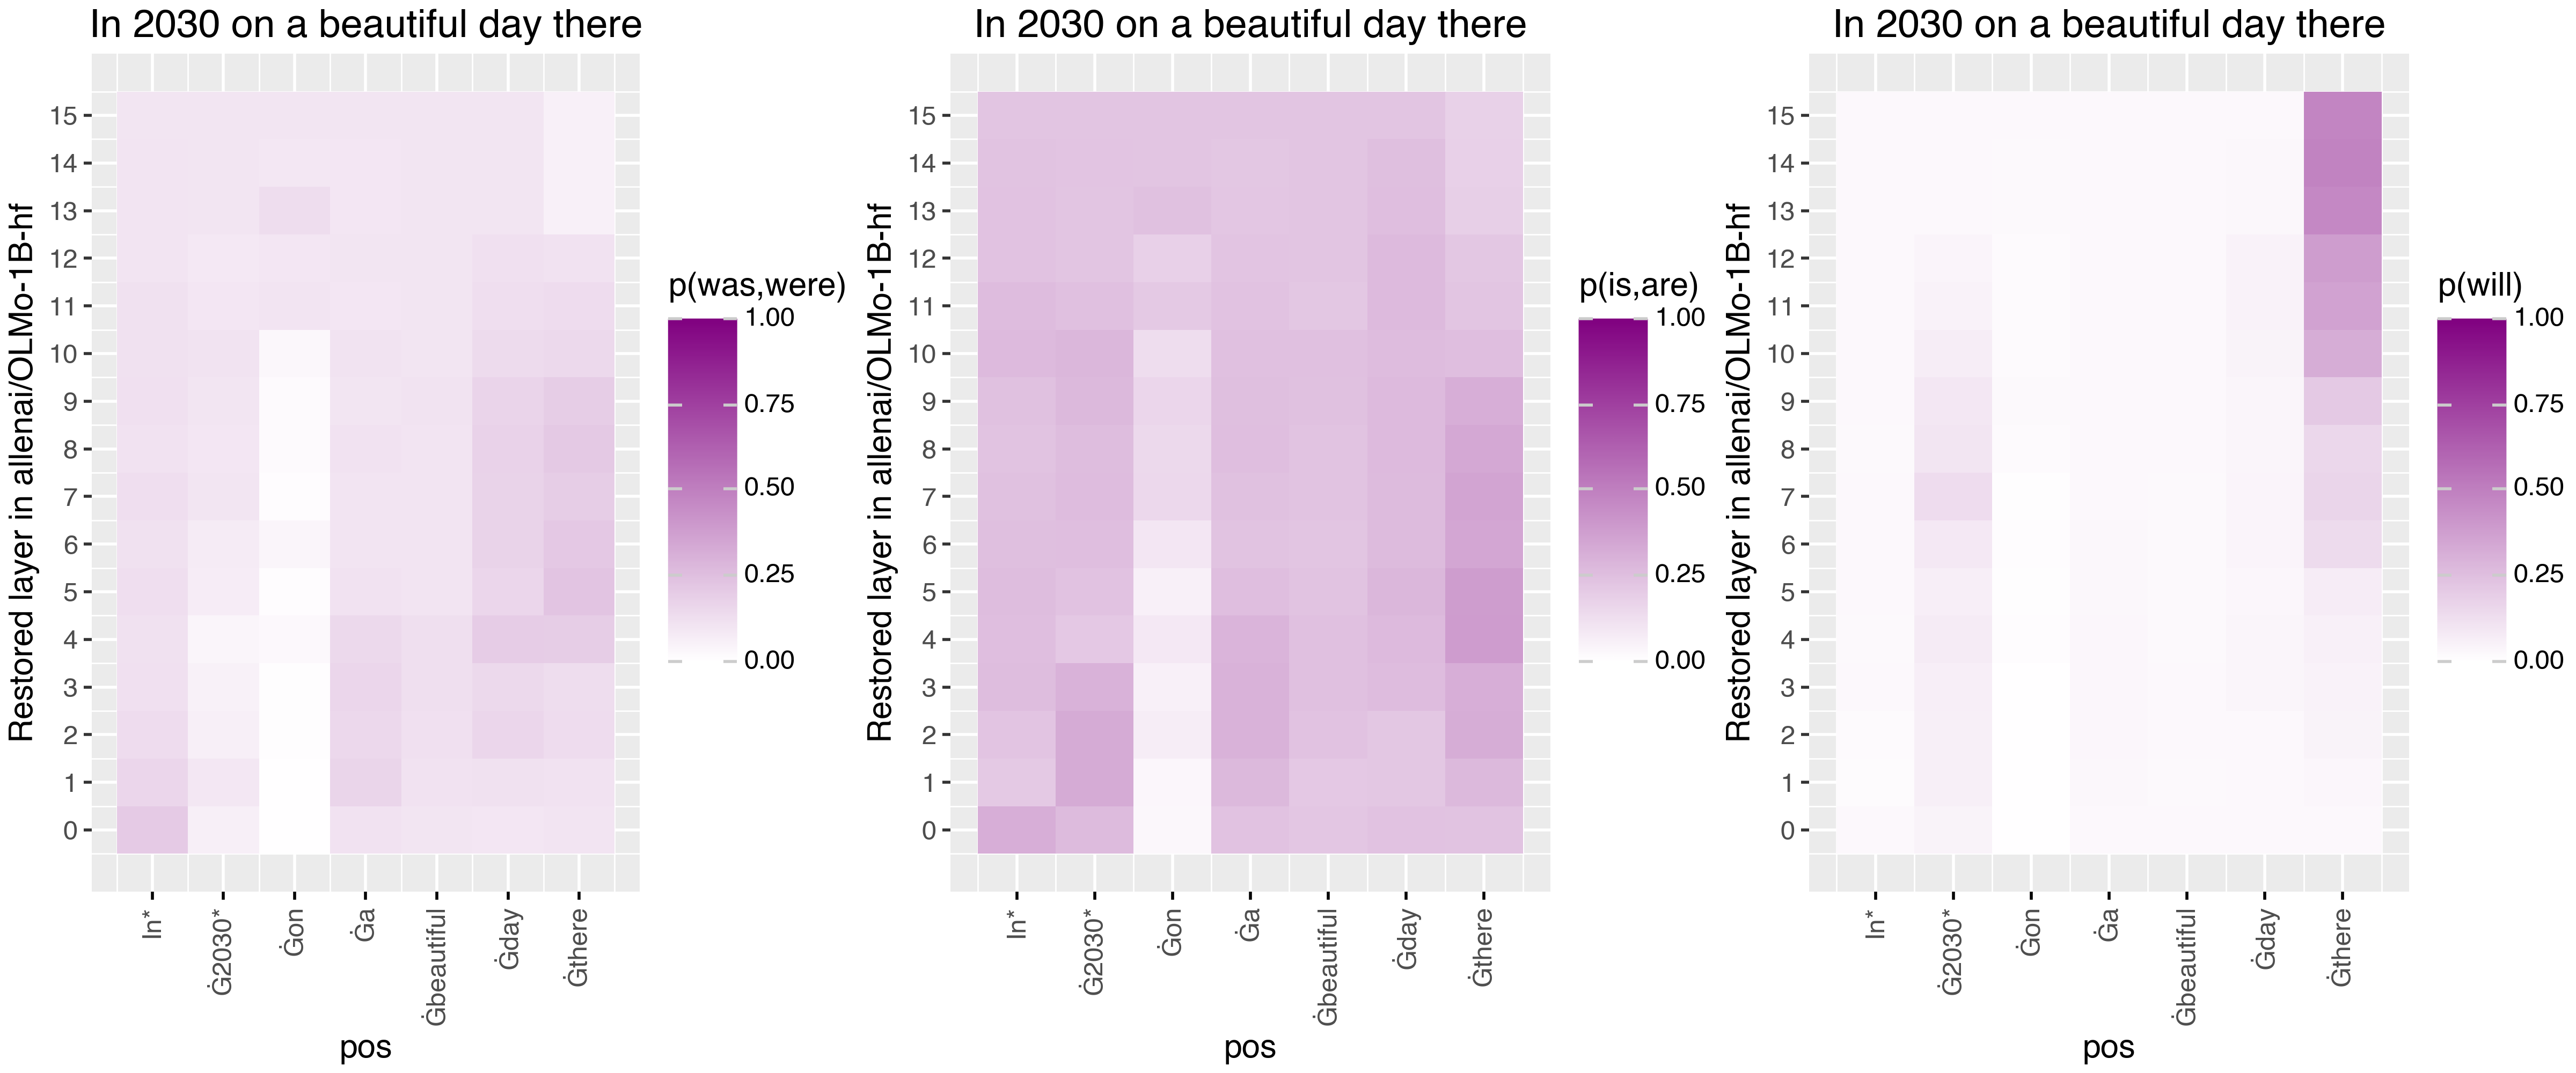 In 2030 on a beautiful day there
Restored layer in allenai/OLMo-1B-hf
15
14
13
12
11
10
9
8
7
6
5
4
3
2
1
0
In*
Ġ2030*
Ġon
Ġa
Ġbeautiful
Ġday
Ġthere
pos
p(was,were)
1.00
0.75
0.50
0.25
0.00
In 2030 on a beautiful day there
Restored layer in allenai/OLMo-1B-hf
15
14
13
12
11
10
9
8
7
6
5
4
3
2
1
0
In*
Ġ2030*
Ġon
Ġa
Ġbeautiful
Ġday
Ġthere
pos
p(is,are)
1.00
0.75
0.50
0.25
0.00
In 2030 on a beautiful day there
Restored layer in allenai/OLMo-1B-hf
15
14
13
12
11
10
9
8
7
6
5
4
3
2
1
0
In*
Ġ2030*
Ġon
Ġa
Ġbeautiful
Ġday
Ġthere
pos
p(will)
1.00
0.75
0.50
0.25
0.00